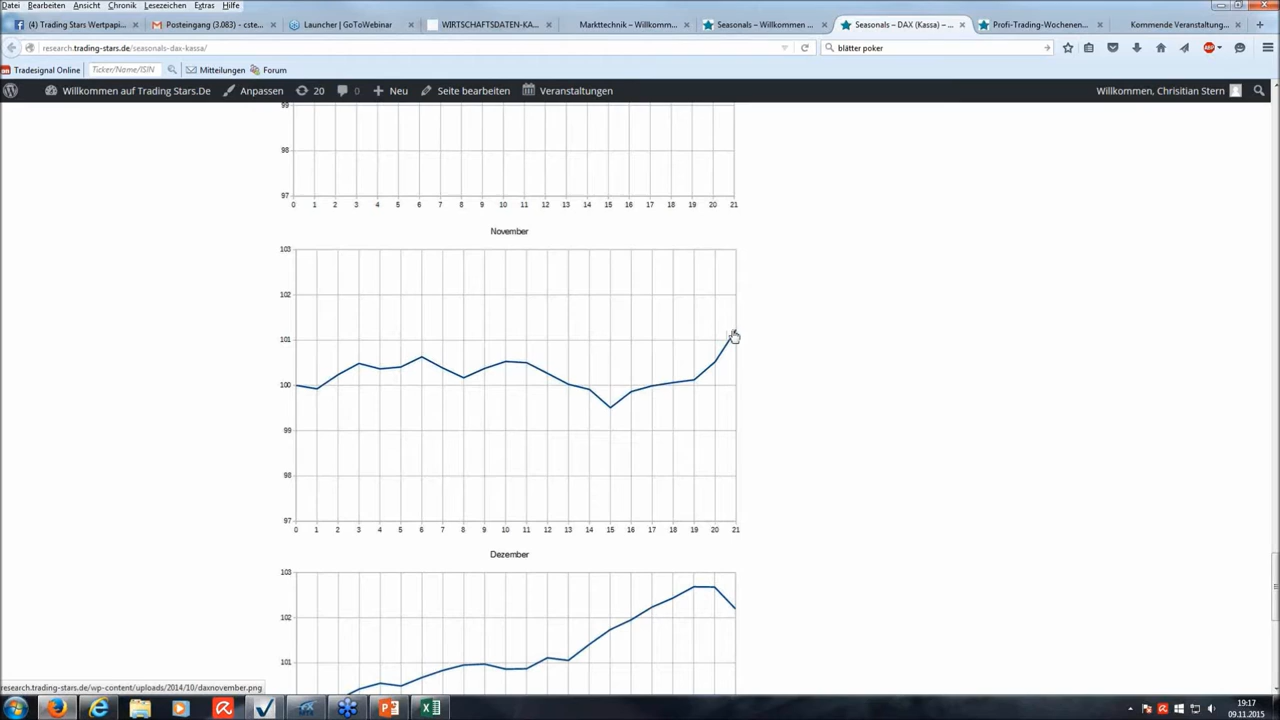 Datei Bearbeiten Ansicht Chronik Lesezeichen Extras Hilfe
(4) Trading Stars Wertpapi... Posteingang (3.083) - cste... Launcher | GoToWebinar WIRTSCHAFTSDATEN-KA... Markttechnik – Willkomm... Seasonals – Willkommen ... Seasonals – DAX (Kassa) – ... Profi-Trading-Wochenen... Kommende Veranstaltung...
research.trading-stars.de/seasonals-dax-kassa/ blätter poker
Tradesignal Online Ticker/Name/ISIN Mitteilungen Forum ABP
Willkommen auf Trading Stars.De Anpassen 20 0 Neu Seite bearbeiten Veranstaltungen Willkommen, Chrisitian Stern
99
98
97
0 1 2 3 4 5 6 7 8 9 10 11 12 13 14 15 16 17 18 19 20 21
November
103
102
101
100
99
98
97
0 1 2 3 4 5 6 7 8 9 10 11 12 13 14 15 16 17 18 19 20 21
Dezember
103
102
101
research.trading-stars.de/wp-content/uploads/2014/10/daxnovember.png
19:17
09.11.2015